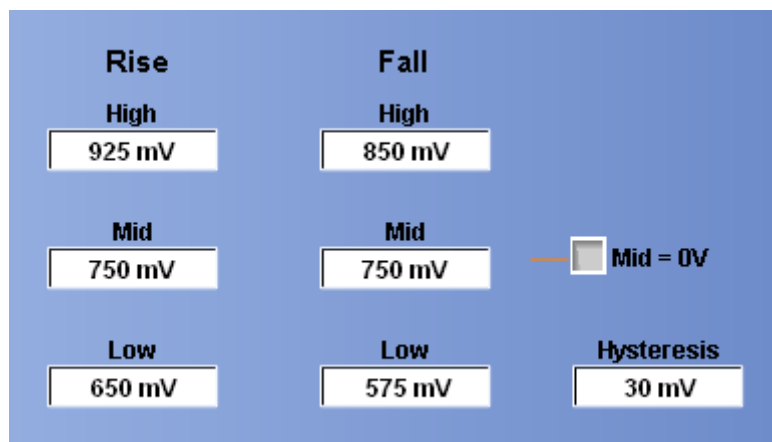 Rise Fall
High High
925 mV 850 mV
Mid Mid
750 mV 750 mV Mid = 0V
Low Low Hysteresis
650 mV 575 mV 30 mV